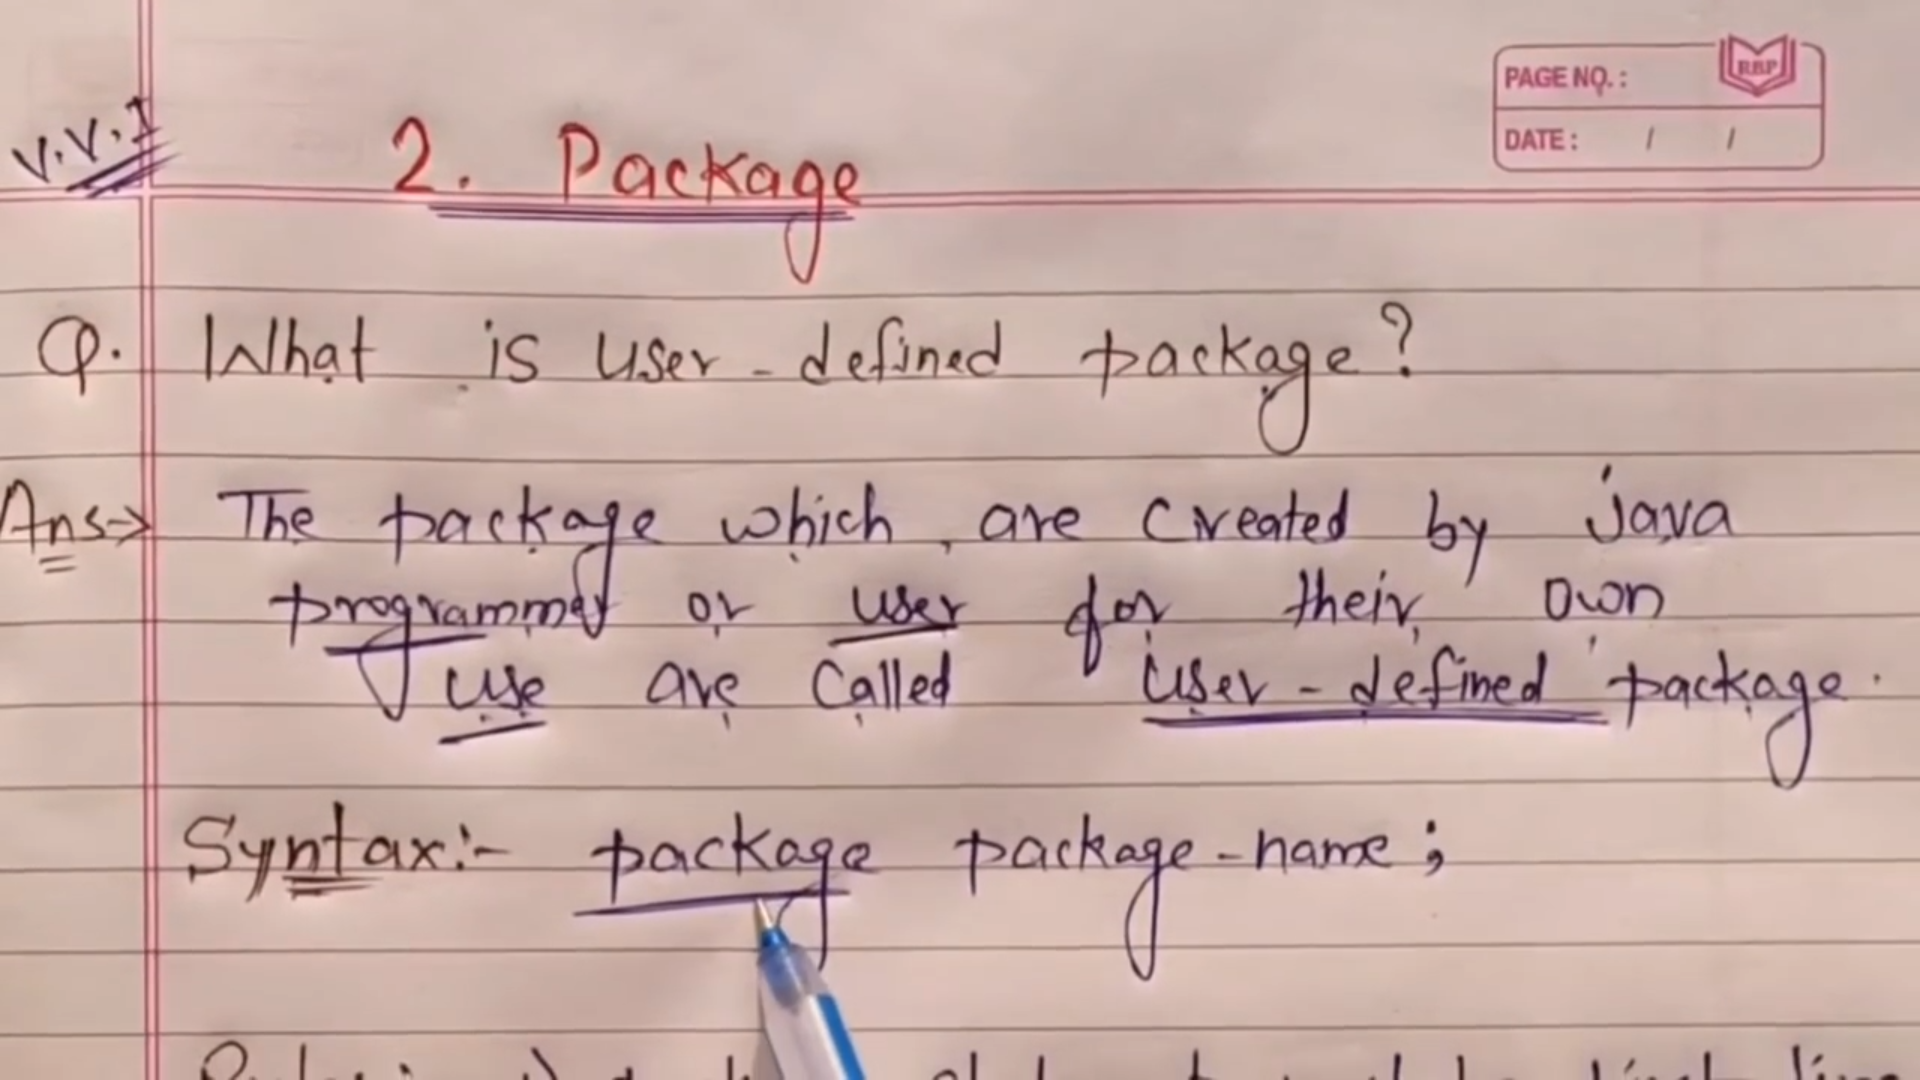 PAGE NO.:
RBP
DATE: / /
V.V.I
2. Package
Q. What is user-defined package?
Ans-> The package which are created by java
programmer or user for their own
use are called user-defined package.
Syntax:- package package-name;